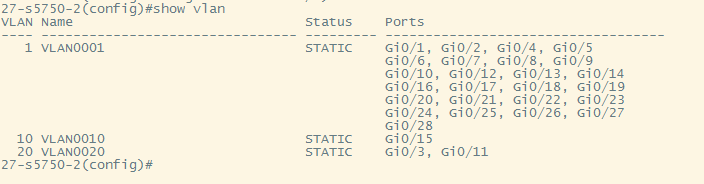 27-s5750-2(config)#show vlan
VLAN Name                             Status    Ports
---- -------------------------------- --------- -----------------------------------
   1 VLAN0001                         STATIC    Gi0/1, Gi0/2, Gi0/4, Gi0/5
                                                Gi0/6, Gi0/7, Gi0/8, Gi0/9
                                                Gi0/10, Gi0/12, Gi0/13, Gi0/14
                                                Gi0/16, Gi0/17, Gi0/18, Gi0/19
                                                Gi0/20, Gi0/21, Gi0/22, Gi0/23
                                                Gi0/24, Gi0/25, Gi0/26, Gi0/27
                                                Gi0/28
  10 VLAN0010                         STATIC    Gi0/15
  20 VLAN0020                         STATIC    Gi0/3, Gi0/11
27-s5750-2(config)#